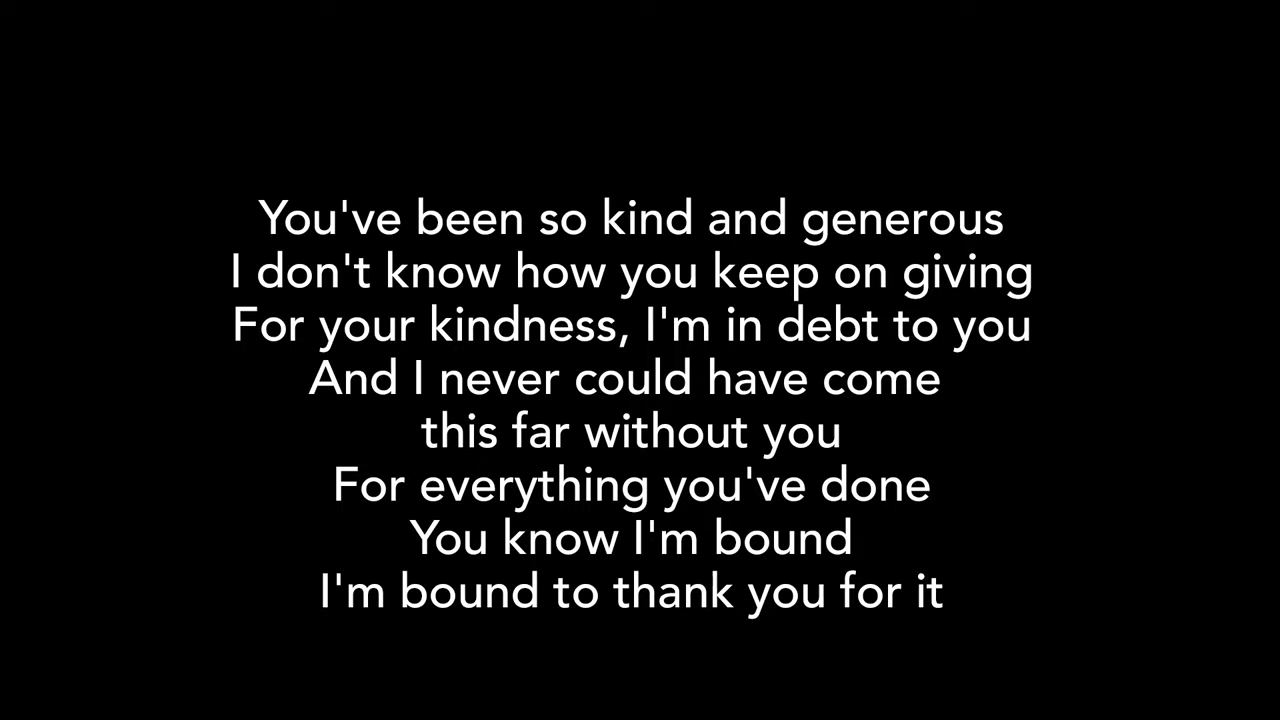 You've been so kind and generous
I don't know how you keep on giving
For your kindness, I'm in debt to you
And I never could have come
this far without you
For everything you've done
You know I'm bound
I'm bound to thank you for it